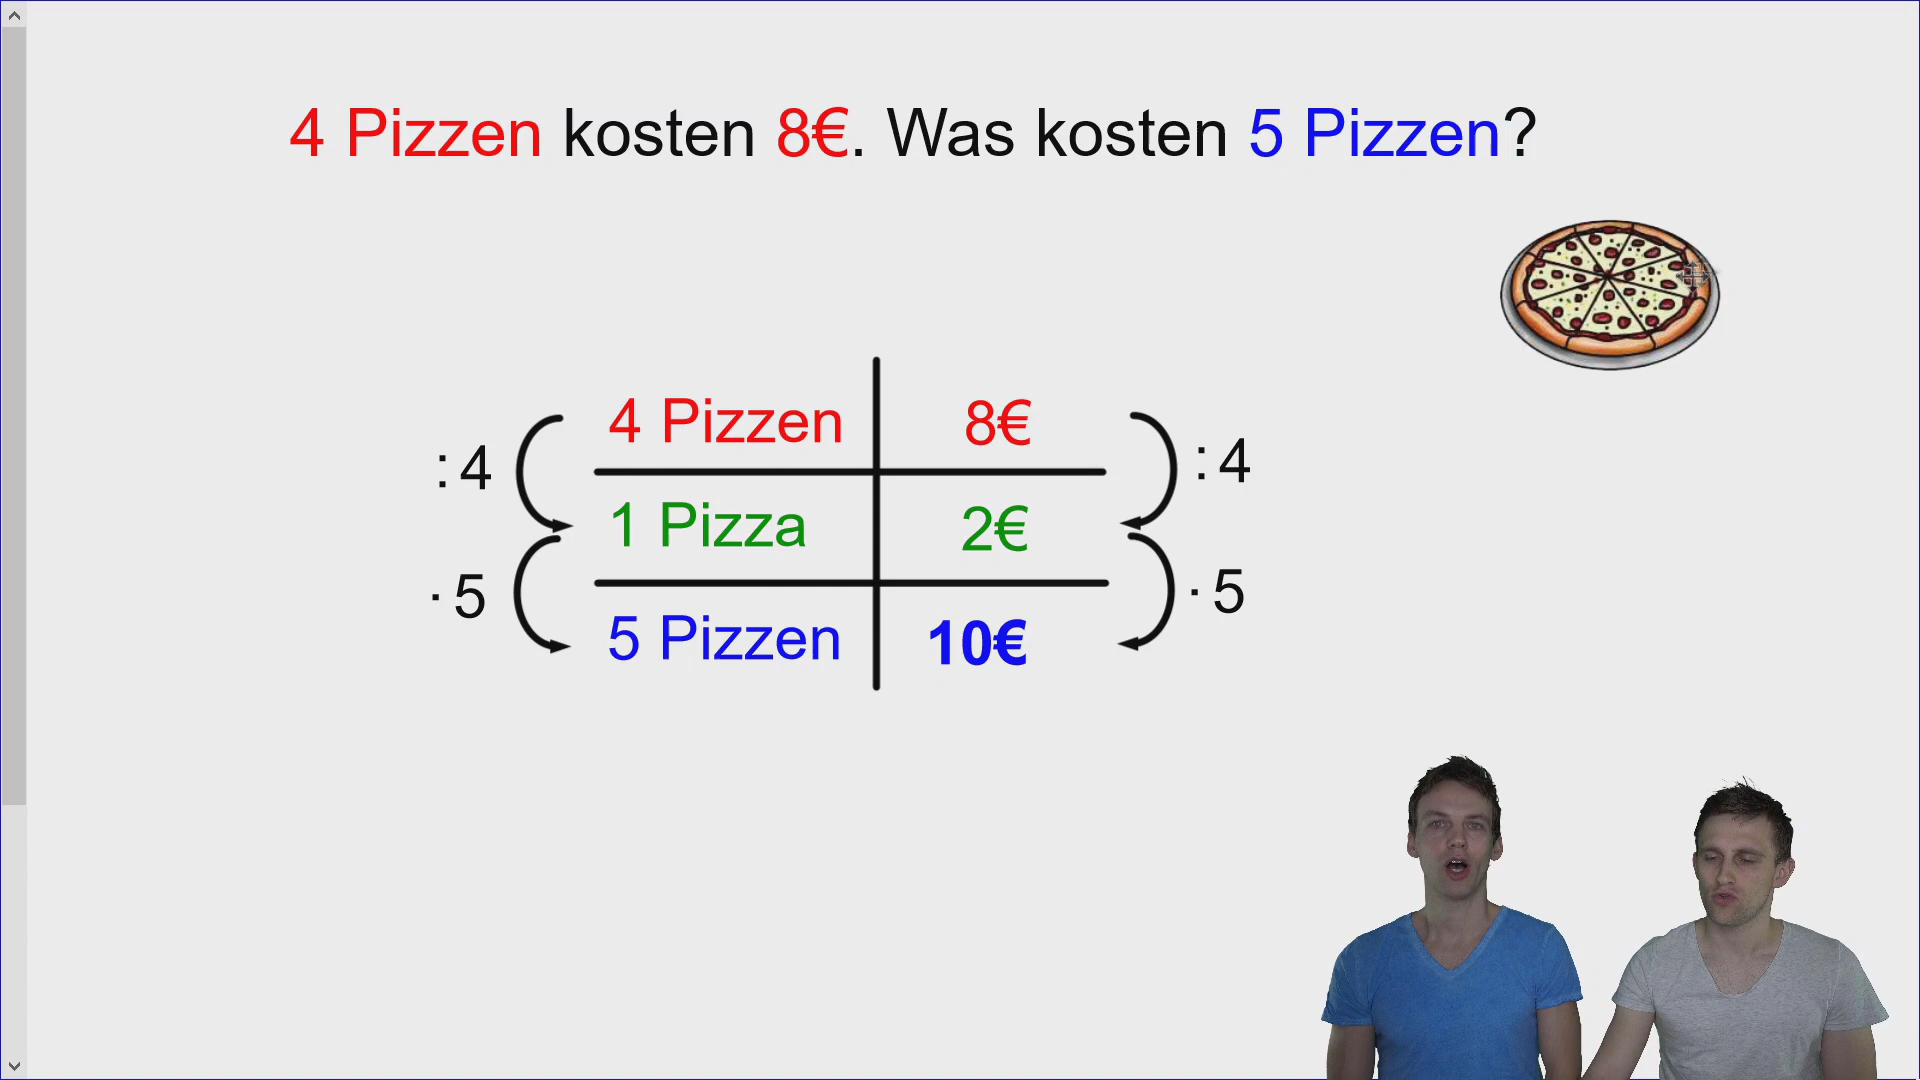 4 Pizzen kosten 8€. Was kosten 5 Pizzen?
4 Pizzen 8€
:4 :4
1 Pizza 2€
·5 ·5
5 Pizzen 10€